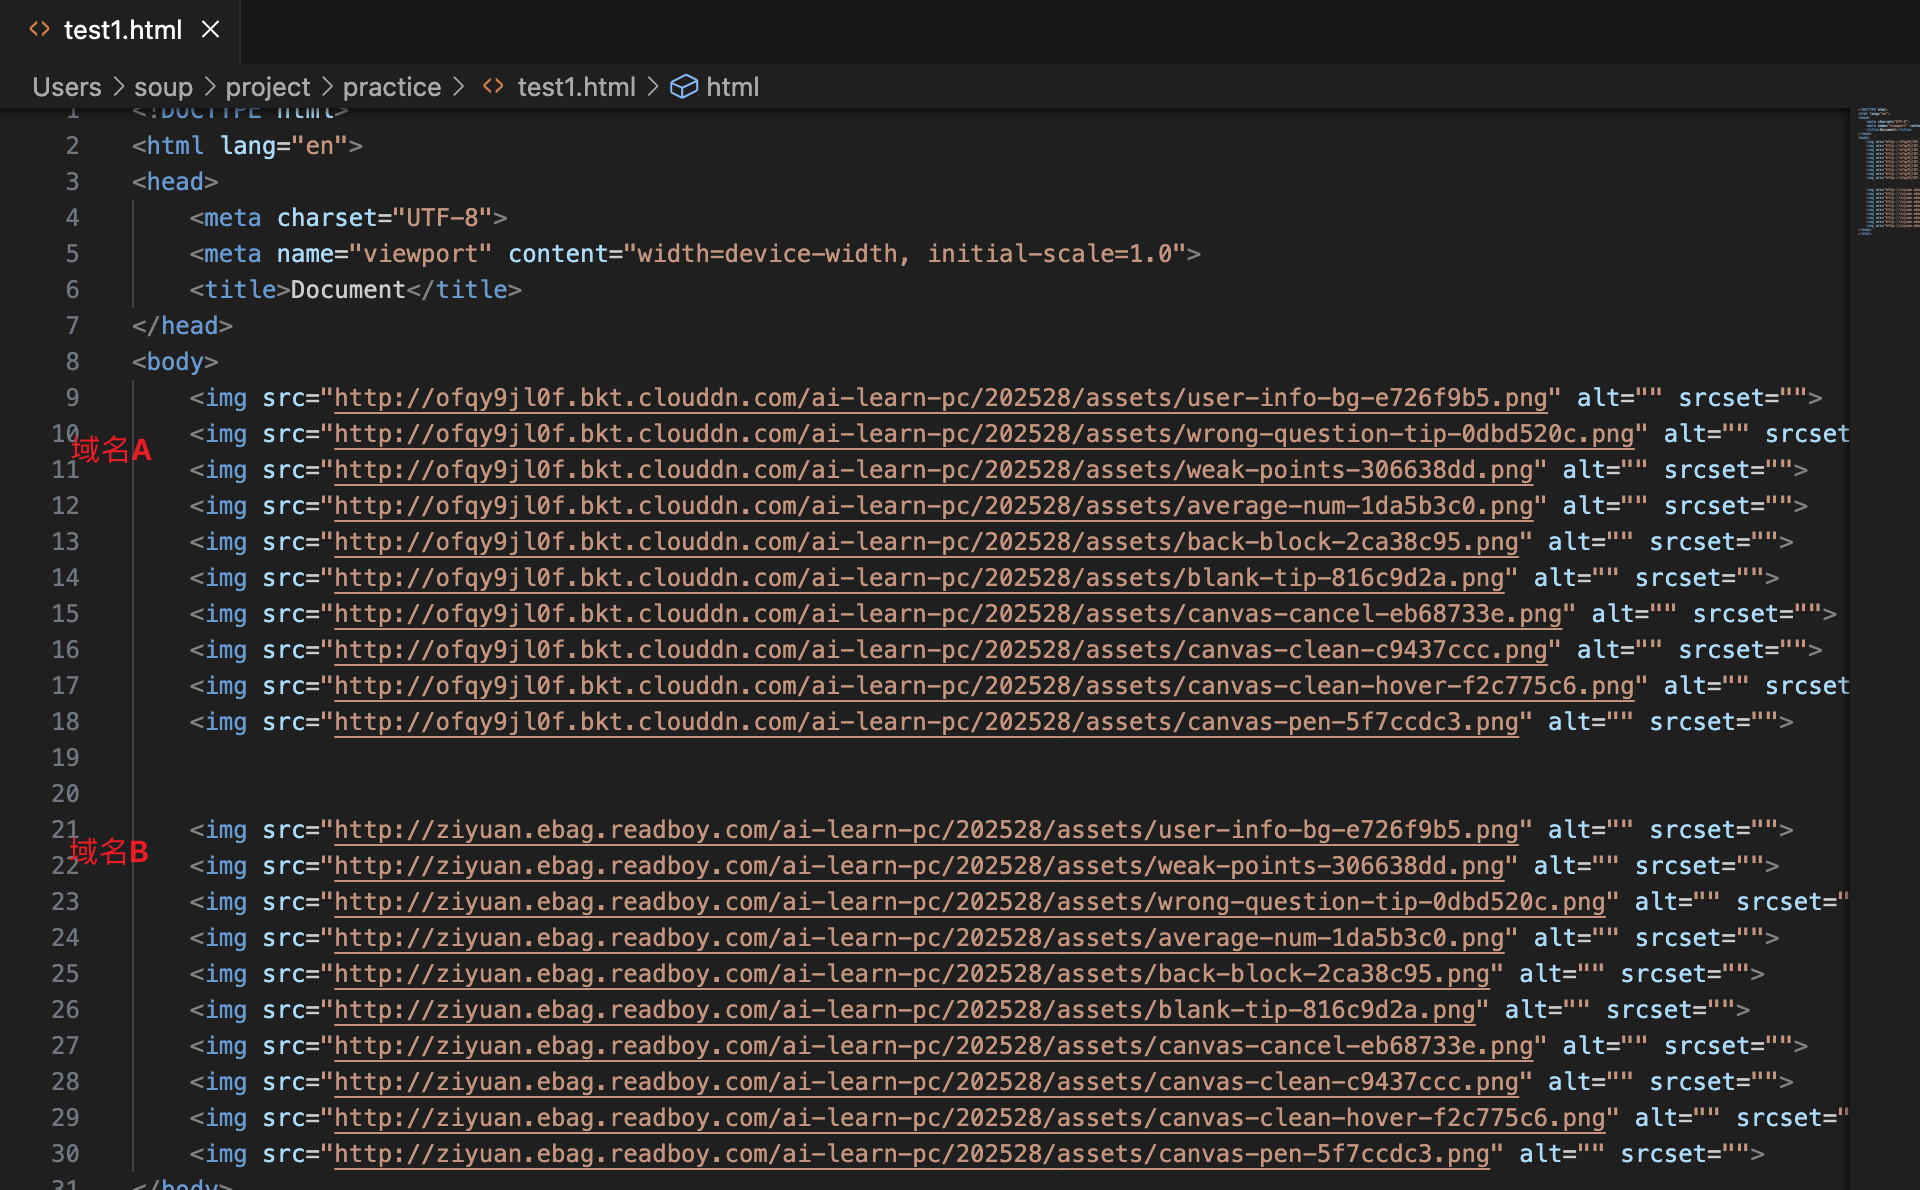 test1.html
Users > soup > project > practice > test1.html > html
1 <!DOCTYPE html>
2 <html lang="en">
3 <head>
4 <meta charset="UTF-8">
5 <meta name="viewport" content="width=device-width, initial-scale=1.0">
6 <title>Document</title>
7 </head>
8 <body>
9 <img src="http://ofqy9jl0f.bkt.clouddn.com/ai-learn-pc/202528/assets/user-info-bg-e726f9b5.png" alt="" srcset="">
10 <img src="http://ofqy9jl0f.bkt.clouddn.com/ai-learn-pc/202528/assets/wrong-question-tip-0dbd520c.png" alt="" srcset
域名A
11 <img src="http://ofqy9jl0f.bkt.clouddn.com/ai-learn-pc/202528/assets/weak-points-306638dd.png" alt="" srcset="">
12 <img src="http://ofqy9jl0f.bkt.clouddn.com/ai-learn-pc/202528/assets/average-num-1da5b3c0.png" alt="" srcset="">
13 <img src="http://ofqy9jl0f.bkt.clouddn.com/ai-learn-pc/202528/assets/back-block-2ca38c95.png" alt="" srcset="">
14 <img src="http://ofqy9jl0f.bkt.clouddn.com/ai-learn-pc/202528/assets/blank-tip-816c9d2a.png" alt="" srcset="">
15 <img src="http://ofqy9jl0f.bkt.clouddn.com/ai-learn-pc/202528/assets/canvas-cancel-eb68733e.png" alt="" srcset="">
16 <img src="http://ofqy9jl0f.bkt.clouddn.com/ai-learn-pc/202528/assets/canvas-clean-c9437ccc.png" alt="" srcset="">
17 <img src="http://ofqy9jl0f.bkt.clouddn.com/ai-learn-pc/202528/assets/canvas-clean-hover-f2c775c6.png" alt="" srcset
18 <img src="http://ofqy9jl0f.bkt.clouddn.com/ai-learn-pc/202528/assets/canvas-pen-5f7ccdc3.png" alt="" srcset="">
19
20
21 <img src="http://ziyuan.ebag.readboy.com/ai-learn-pc/202528/assets/user-info-bg-e726f9b5.png" alt="" srcset="">
域名B
22 <img src="http://ziyuan.ebag.readboy.com/ai-learn-pc/202528/assets/weak-points-306638dd.png" alt="" srcset="">
23 <img src="http://ziyuan.ebag.readboy.com/ai-learn-pc/202528/assets/wrong-question-tip-0dbd520c.png" alt="" srcset="
24 <img src="http://ziyuan.ebag.readboy.com/ai-learn-pc/202528/assets/average-num-1da5b3c0.png" alt="" srcset="">
25 <img src="http://ziyuan.ebag.readboy.com/ai-learn-pc/202528/assets/back-block-2ca38c95.png" alt="" srcset="">
26 <img src="http://ziyuan.ebag.readboy.com/ai-learn-pc/202528/assets/blank-tip-816c9d2a.png" alt="" srcset="">
27 <img src="http://ziyuan.ebag.readboy.com/ai-learn-pc/202528/assets/canvas-cancel-eb68733e.png" alt="" srcset="">
28 <img src="http://ziyuan.ebag.readboy.com/ai-learn-pc/202528/assets/canvas-clean-c9437ccc.png" alt="" srcset="">
29 <img src="http://ziyuan.ebag.readboy.com/ai-learn-pc/202528/assets/canvas-clean-hover-f2c775c6.png" alt="" srcset="
30 <img src="http://ziyuan.ebag.readboy.com/ai-learn-pc/202528/assets/canvas-pen-5f7ccdc3.png" alt="" srcset="">
31 </body>